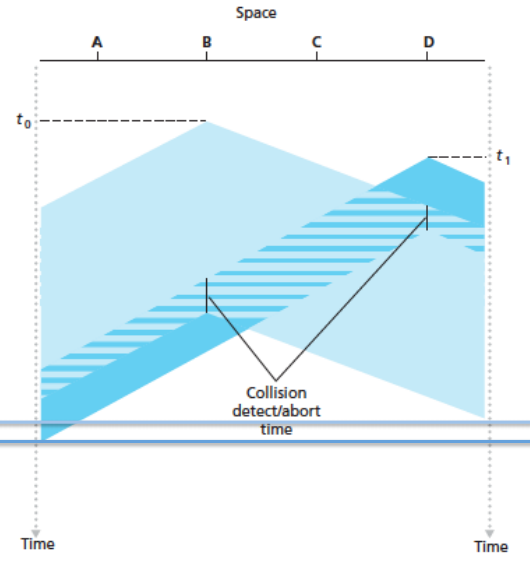 Space
A B C D
t0
t1
Collision
detect/abort
time
Time
Time